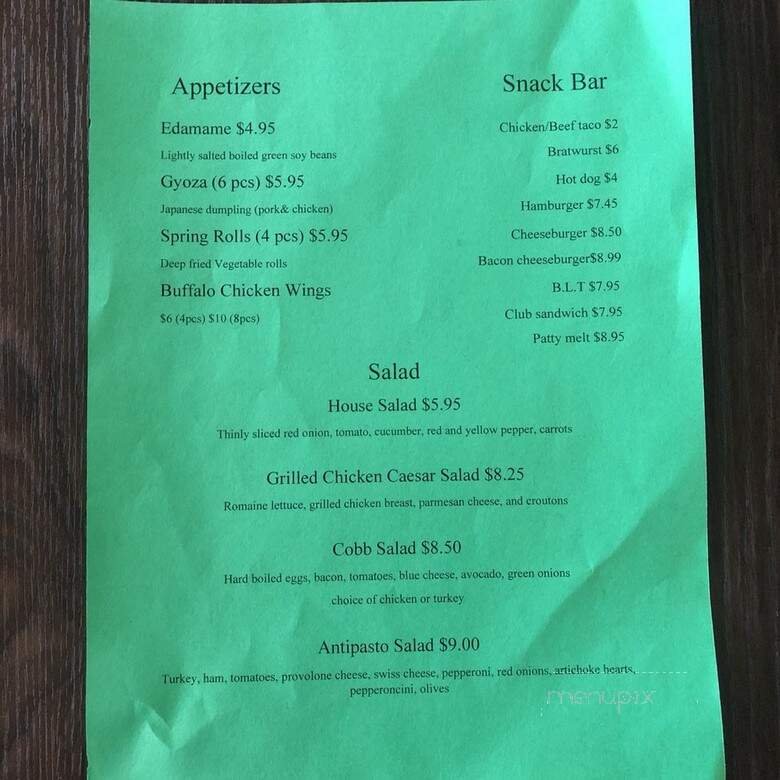 Appetizers
Edamame $4.95
Lightly salted boiled green soy beans
Gyoza (6 pcs) $5.95
Japanese dumpling (pork& chicken)
Spring Rolls (4 pcs) $5.95
Deep fried Vegetable rolls
Buffalo Chicken Wings
$6 (4pcs) $10 (8pcs)
Snack Bar
Chicken/Beef taco $2
Bratwurst $6
Hot dog $4
Hamburger $7.45
Cheeseburger $8.50
Bacon cheeseburger$8.99
B.L.T $7.95
Club sandwich $7.95
Patty melt $8.95
Salad
House Salad $5.95
Thinly sliced red onion, tomato, cucumber, red and yellow pepper, carrots
Grilled Chicken Caesar Salad $8.25
Romaine lettuce, grilled chicken breast, parmesan cheese, and croutons
Cobb Salad $8.50
Hard boiled eggs, bacon, tomatoes, blue cheese, avocado, green onions
choice of chicken or turkey
Antipasto Salad $9.00
Turkey, ham, tomatoes, provolone cheese, swiss cheese, pepperoni, red onions, artichoke hearts,
pepperoncini, olives
menupix